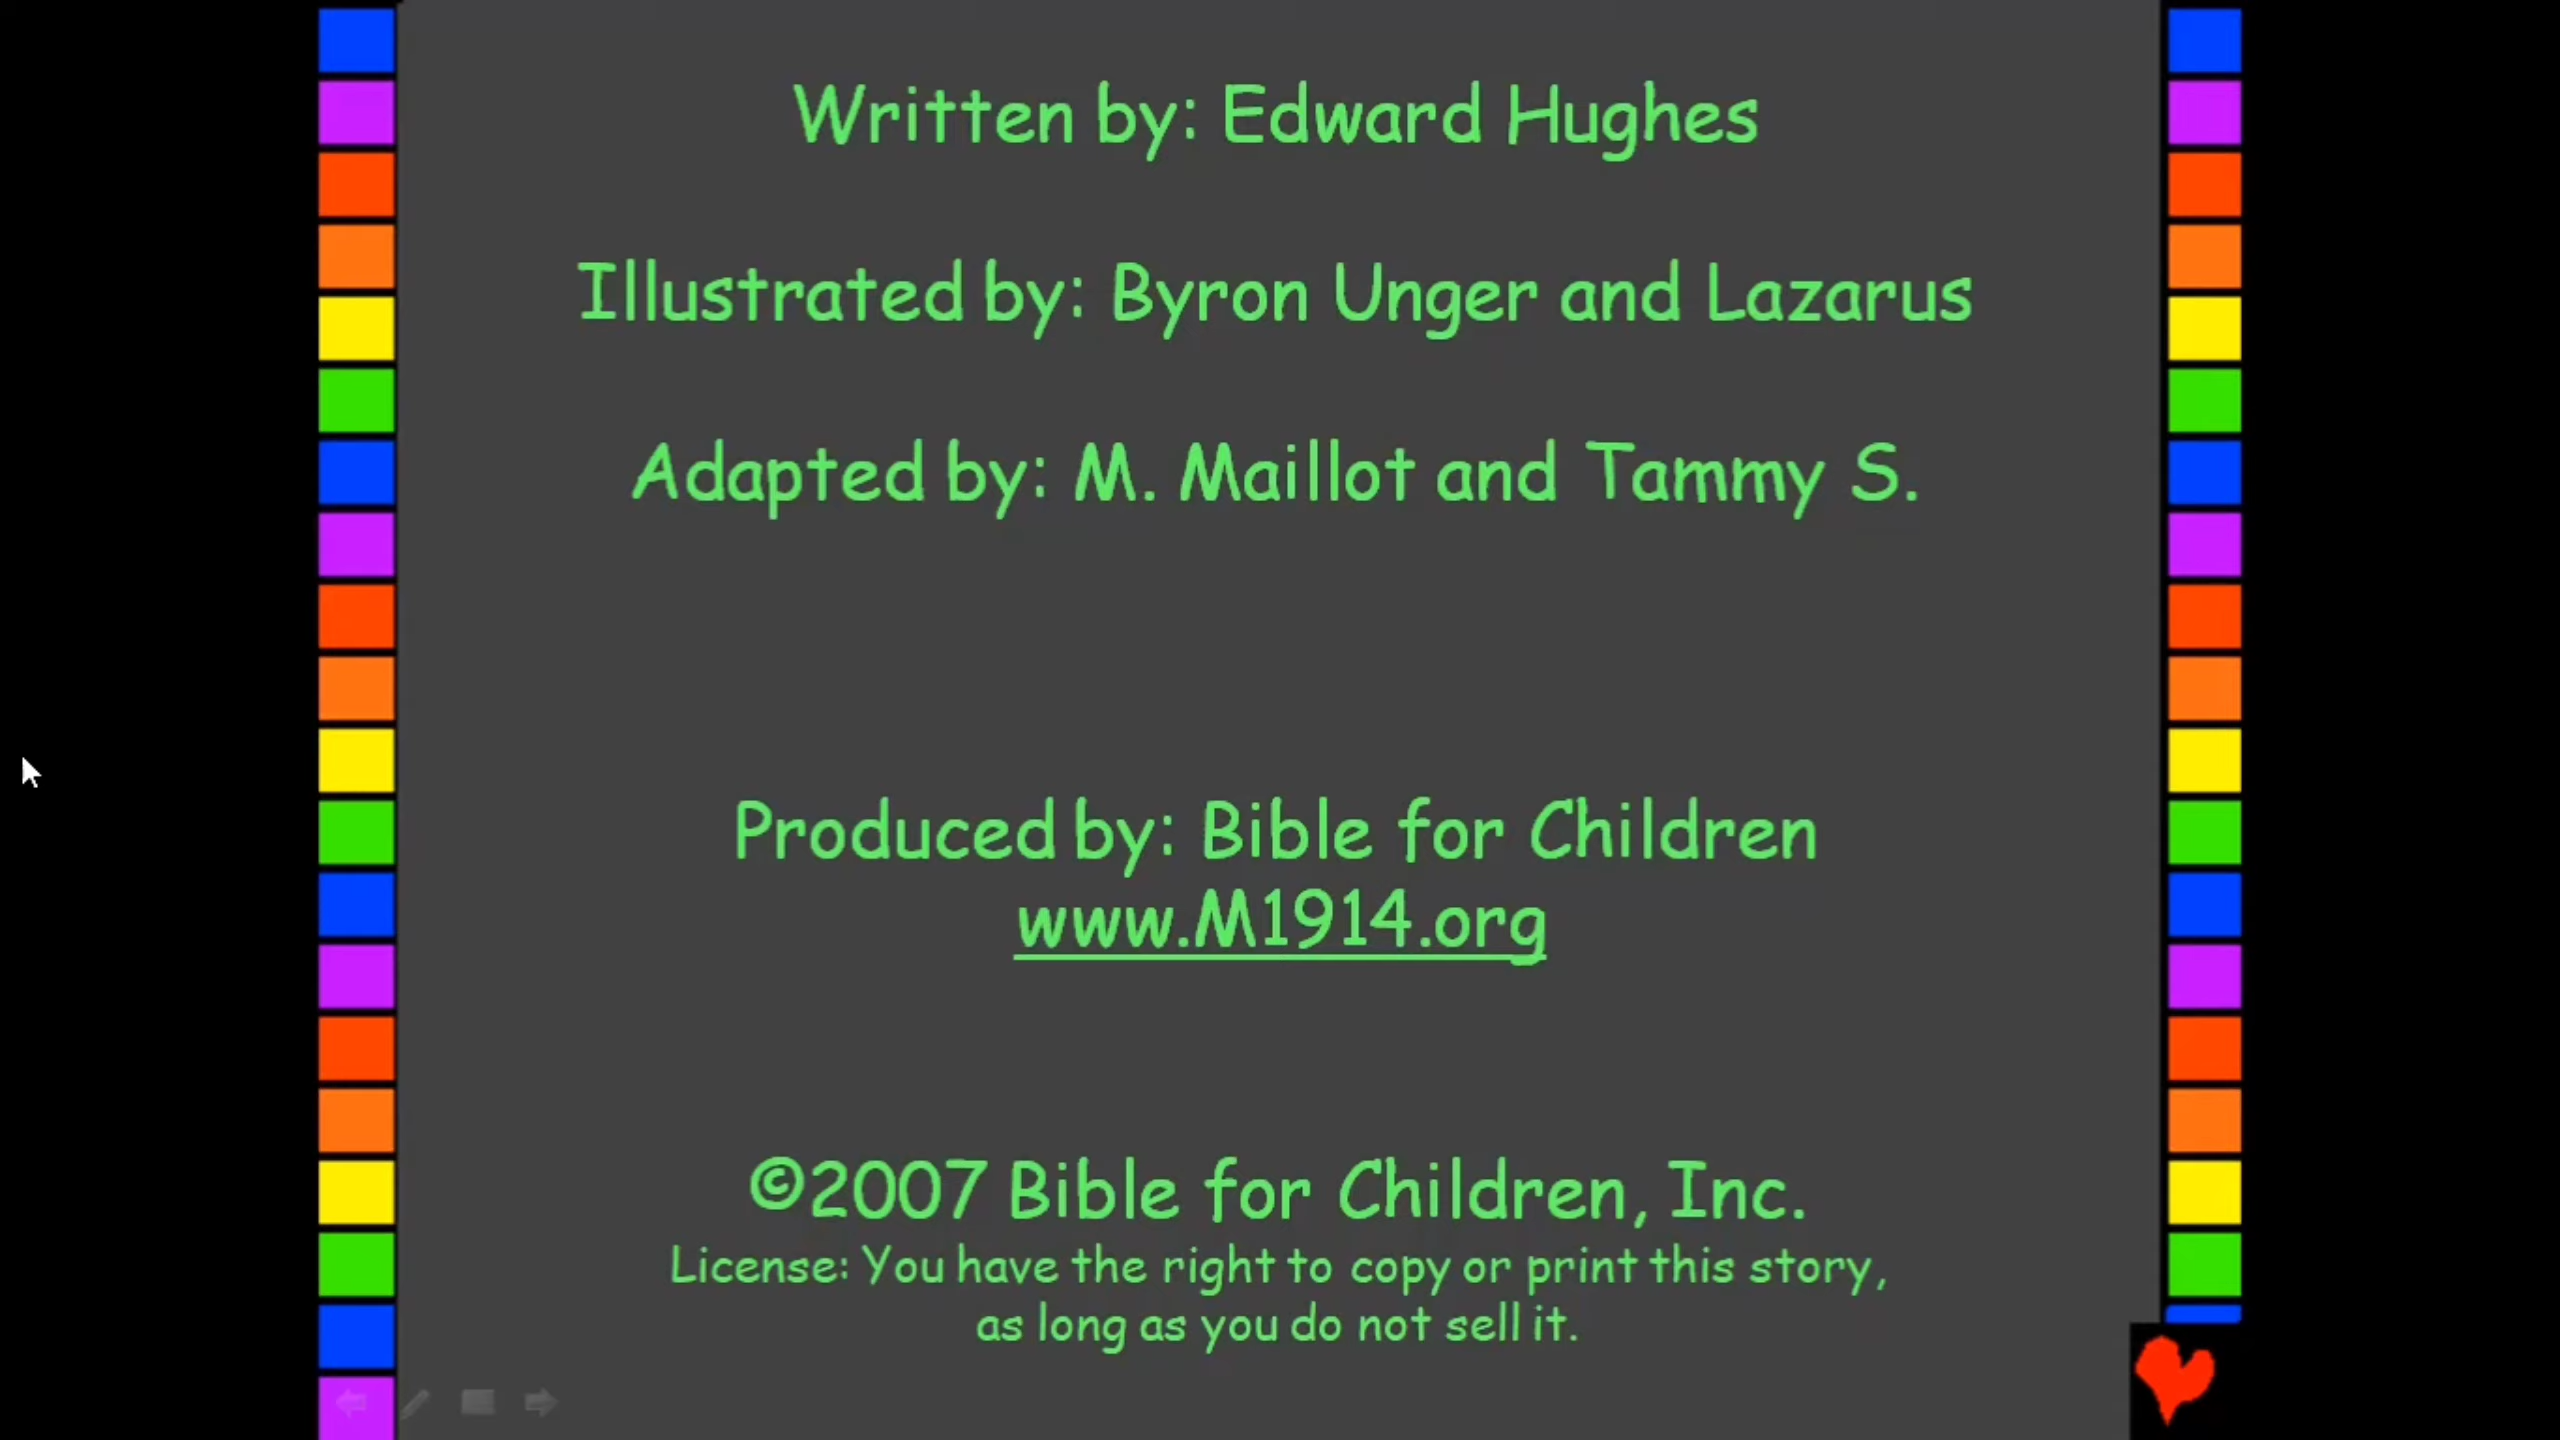 Written by: Edward Hughes
Illustrated by: Byron Unger and Lazarus
Adapted by: M. Maillot and Tammy S.
Produced by: Bible for Children
www.M1914.org
©2007 Bible for Children, Inc.
License: You have the right to copy or print this story,
as long as you do not sell it.